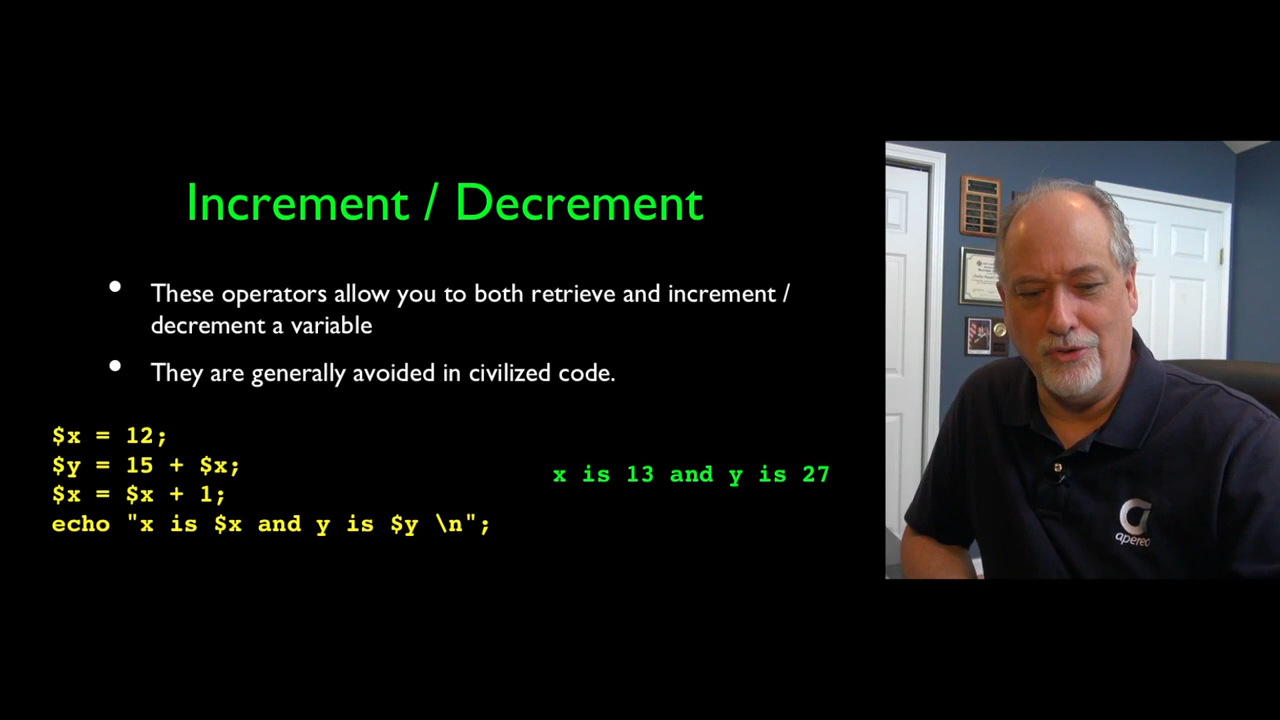 Increment / Decrement
These operators allow you to both retrieve and increment /
decrement a variable
They are generally avoided in civilized code.
$x = 12;
$y = 15 + $x;
$x = $x + 1;
echo "x is $x and y is $y \n";
x is 13 and y is 27
apereo